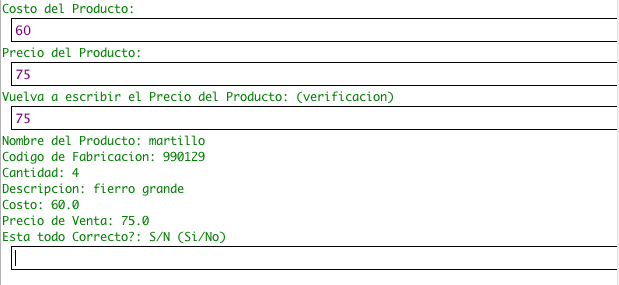 Costo del Producto:
60
Precio del Producto:
75
Vuelva a escribir el Precio del Producto: (verificacion)
75
Nombre del Producto: martillo
Codigo de Fabricacion: 990129
Cantidad: 4
Descripcion: fierro grande
Costo: 60.0
Precio de Venta: 75.0
Esta todo Correcto?: S/N (Si/No)